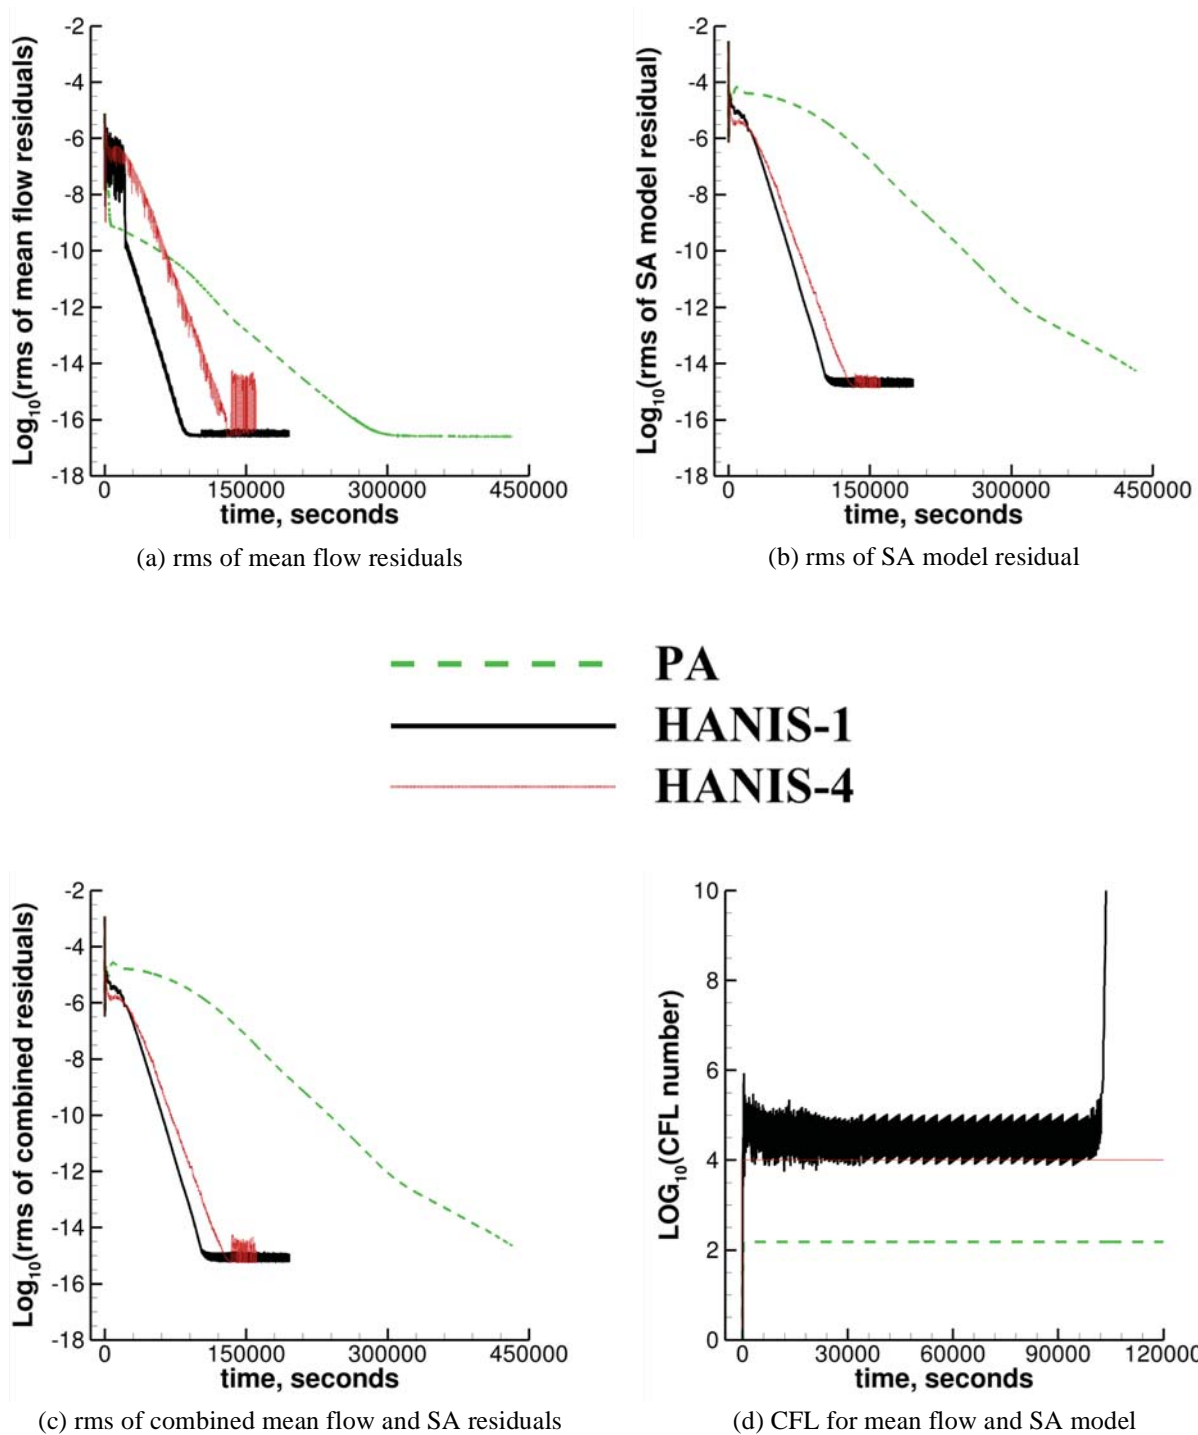 -2
-4
-6
-8
-10
-12
-14
-16
-18
Log10(rms of mean flow residuals)
0 150000 300000 450000
time, seconds
(a) rms of mean flow residuals
-2
-4
-6
-8
-10
-12
-14
-16
-18
Log10(rms of SA model residual)
0 150000 300000 450000
time, seconds
(b) rms of SA model residual
PA
HANIS-1
HANIS-4
-2
-4
-6
-8
-10
-12
-14
-16
-18
Log10(rms of combined residuals)
0 150000 300000 450000
time, seconds
(c) rms of combined mean flow and SA residuals
10
8
6
4
2
0
LOG10(CFL number)
0 30000 60000 90000 120000
time, seconds
(d) CFL for mean flow and SA model